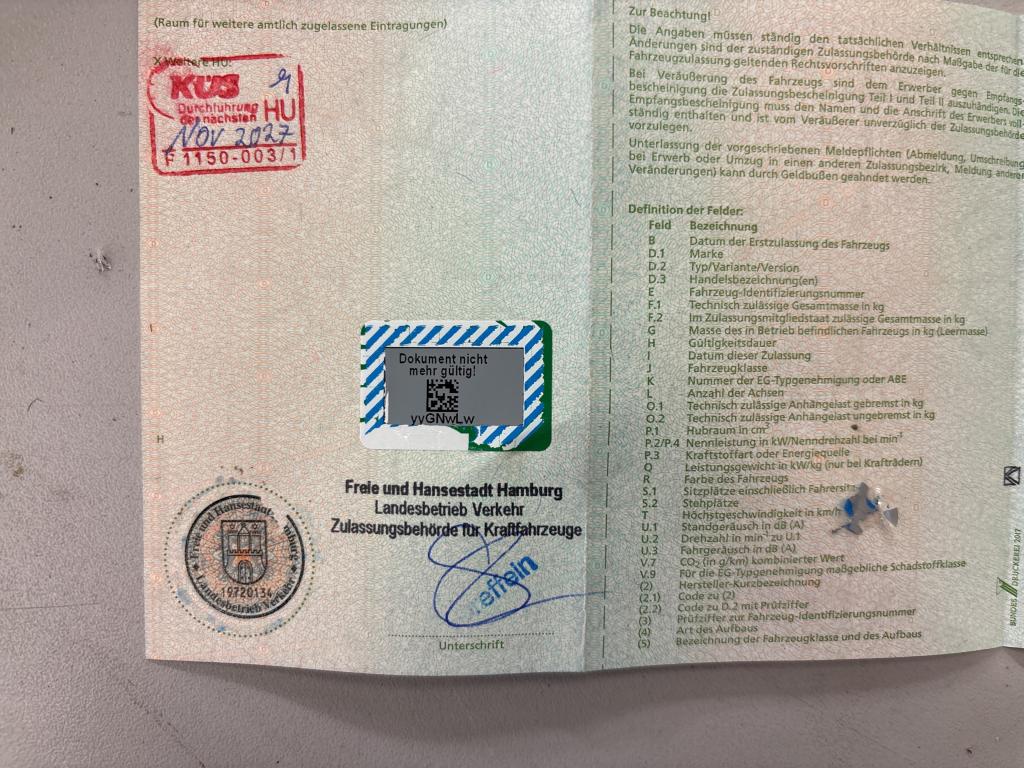 (Raum für weitere amtlich zugelassene Eintragungen)
X Weitere HU:
KÜS
Durchführung
der nächsten HU
Nov 2027
F 1150-003/1
I
Dokument nicht
mehr gültig!
yvGNwLw
H
Freie und Hansestadt Hamburg
Landesbetrieb Verkehr
Zulassungsbehörde für Kraftfahrzeuge
Freie und Hansestadt
Landesbetrieb Verkehr
19720134
Unterschrift
Zur Beachtung!
Die Angaben müssen ständig den tatsächlichen Verhältnissen entsprechen
Änderungen sind der zuständigen Zulassungsbehörde nach Maßgabe der für die
Fahrzeugzulassung geltenden Rechtsvorschriften anzuzeigen.
Bei Veräußerung des Fahrzeugs sind dem Erwerber gegen Empfangs
bescheinigung die Zulassungsbescheinigung Teil I und Teil II auszuhändigen. Die
Empfangsbescheinigung muss den Namen und die Anschrift des Erwerbers voll
ständig enthalten und ist vom Veräußerer unverzüglich der Zulassungsbehörde
vorzulegen.
Unterlassung der vorgeschriebenen Meldepflichten (Abmeldung, Umschreibung
bei Erwerb oder Umzug in einen anderen Zulassungsbezirk, Meldung anderer
Veränderungen) kann durch Geldbußen geahndet werden.
Definition der Felder:
Feld Bezeichnung
B Datum der Erstzulassung des Fahrzeugs
D.1 Marke
D.2 Typ/Variante/Version
D.3 Handelsbezeichnung(en)
E Fahrzeug-Identifizierungsnummer
F.1 Technisch zulässige Gesamtmasse in kg
F.2 Im Zulassungsmitgliedstaat zulässige Gesamtmasse in kg
G Masse des in Betrieb befindlichen Fahrzeugs in kg (Leermasse)
H Gültigkeitsdauer
I Datum dieser Zulassung
J Fahrzeugklasse
K Nummer der EG-Typgenehmigung oder ABE
L Anzahl der Achsen
O.1 Technisch zulässige Anhängelast gebremst in kg
O.2 Technisch zulässige Anhängelast ungebremst in kg
P.1 Hubraum in cm³
P.2/P.4 Nennleistung in kW/Nenndrehzahl bei min⁻¹
P.3 Kraftstoffart oder Energiequelle
Q Leistungsgewicht in kW/kg (nur bei Krafträdern)
R Farbe des Fahrzeugs
S.1 Sitzplätze einschließlich Fahrersitz
S.2 Stehplätze
T Höchstgeschwindigkeit in km/h
U.1 Standgeräusch in dB (A)
U.2 Drehzahl in min⁻¹ zu U.1
U.3 Fahrgeräusch in dB (A)
V.7 CO₂ (in g/km) kombinierter Wert
V.9 Für die EG-Typgenehmigung maßgebliche Schadstoffklasse
(2) Hersteller-Kurzbezeichnung
(2.1) Code zu (2)
(2.2) Code zu D.2 mit Prüfziffer
(3) Prüfziffer zur Fahrzeug-Identifizierungsnummer
(4) Art des Aufbaus
(5) Bezeichnung der Fahrzeugklasse und des Aufbaus
BUNDESDRUCKEREI 2017